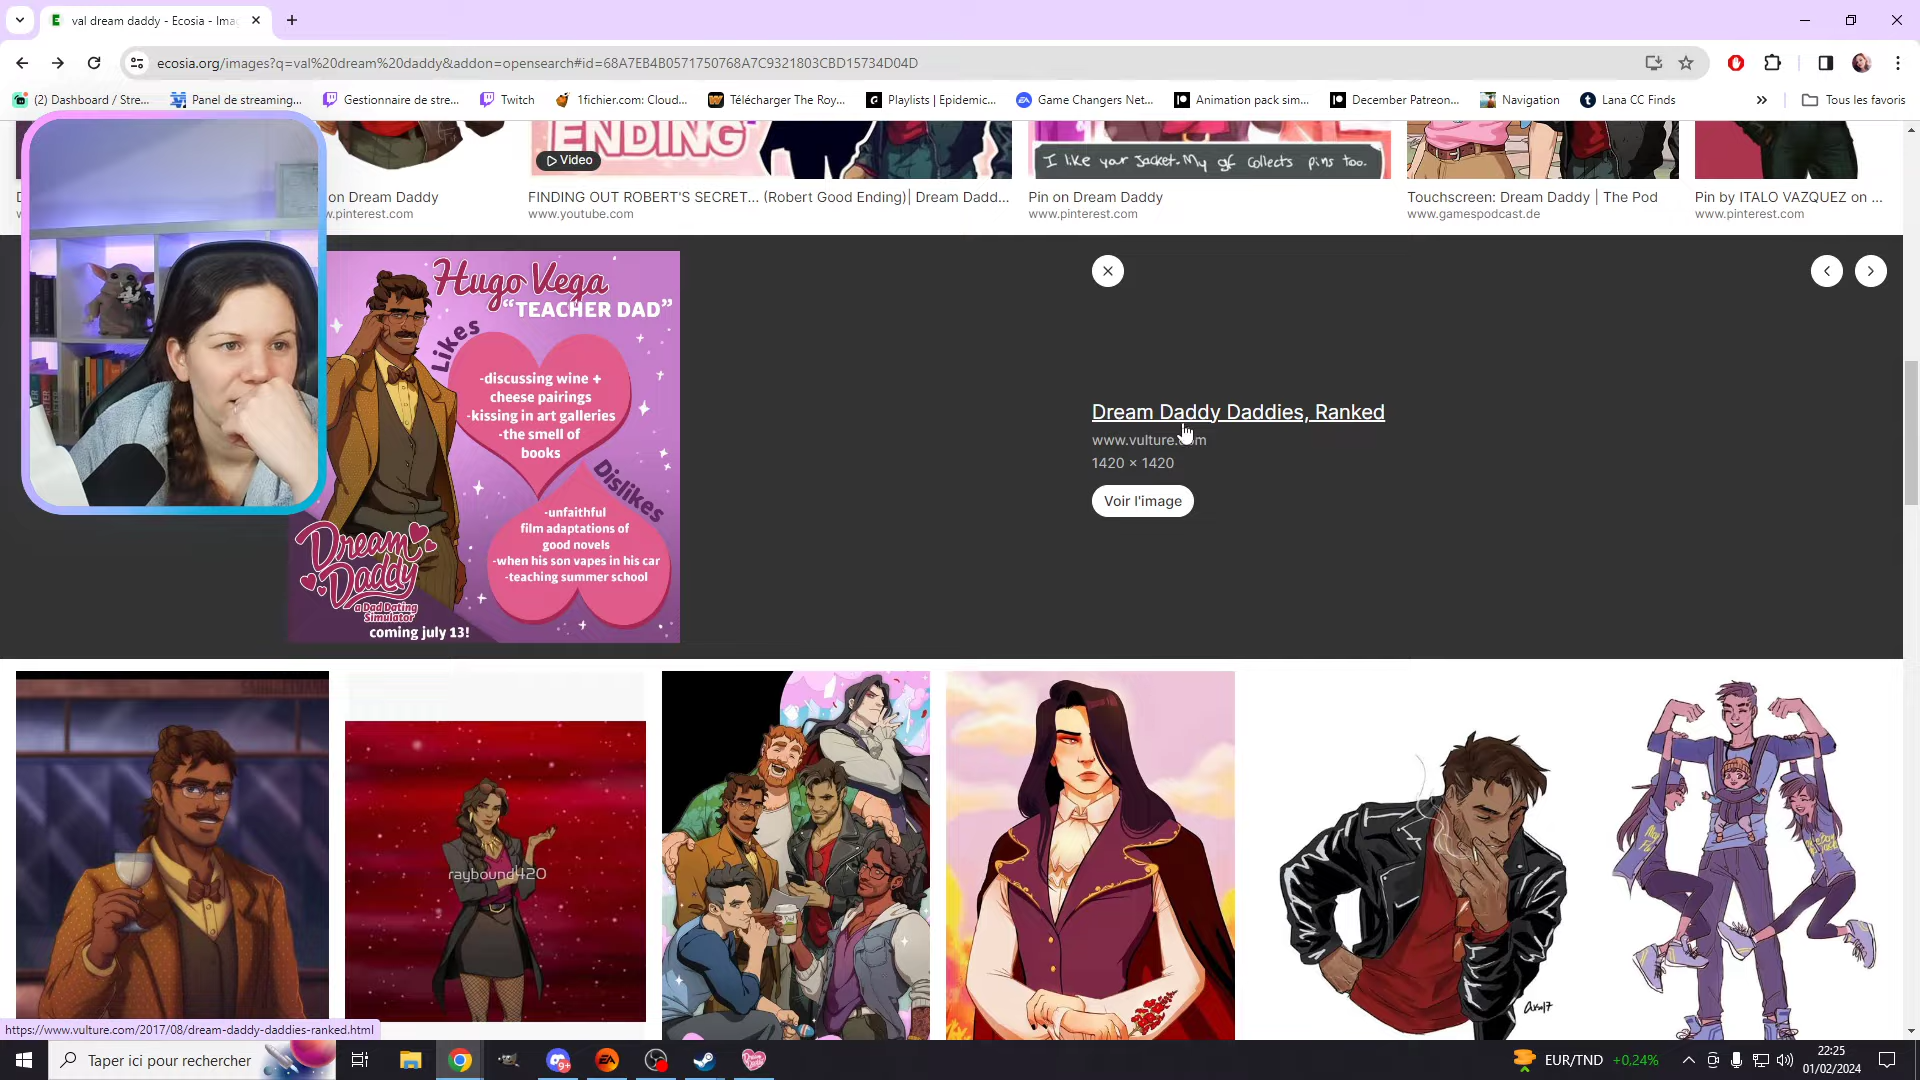 val dream daddy - Ecosia - Ima
ecosia.org/images?q=val%20dream%20daddy&addon=opensearch#id=68A7EB4B0571750768A7C9321803CBD15734D04D
(2) Dashboard / Stre...
Panel de streaming...
Gestionnaire de stre...
Twitch
1fichier.com: Cloud...
Télécharger The Roy...
Playlists | Epidemic...
Game Changers Net...
Animation pack sim...
December Patreon...
Navigation
Lana CC Finds
Tous les favoris
ENDING
Video
I like your jacket. My gf collects pins too.
on Dream Daddy
FINDING OUT ROBERT'S SECRET... (Robert Good Ending)| Dream Dadd...
Pin on Dream Daddy
Touchscreen: Dream Daddy | The Pod
Pin by ITALO VAZQUEZ on ...
w.pinterest.com
www.youtube.com
www.pinterest.com
www.gamespodcast.de
www.pinterest.com
Hugo Vega
"TEACHER DAD"
Likes
-discussing wine +
cheese pairings
-kissing in art galleries
-the smell of
books
Dislikes
-unfaithful
film adaptations of
good novels
-when his son vapes in his car
-teaching summer school
Dream
Daddy
a Dad Dating
Simulator
coming july 13!
Dream Daddy Daddies, Ranked
www.vulture.com
1420 × 1420
Voir l'image
raybound420
https://www.vulture.com/2017/08/dream-daddy-daddies-ranked.html
Taper ici pour rechercher
9+
EA
EUR/TND +0,24%
22:25
01/02/2024